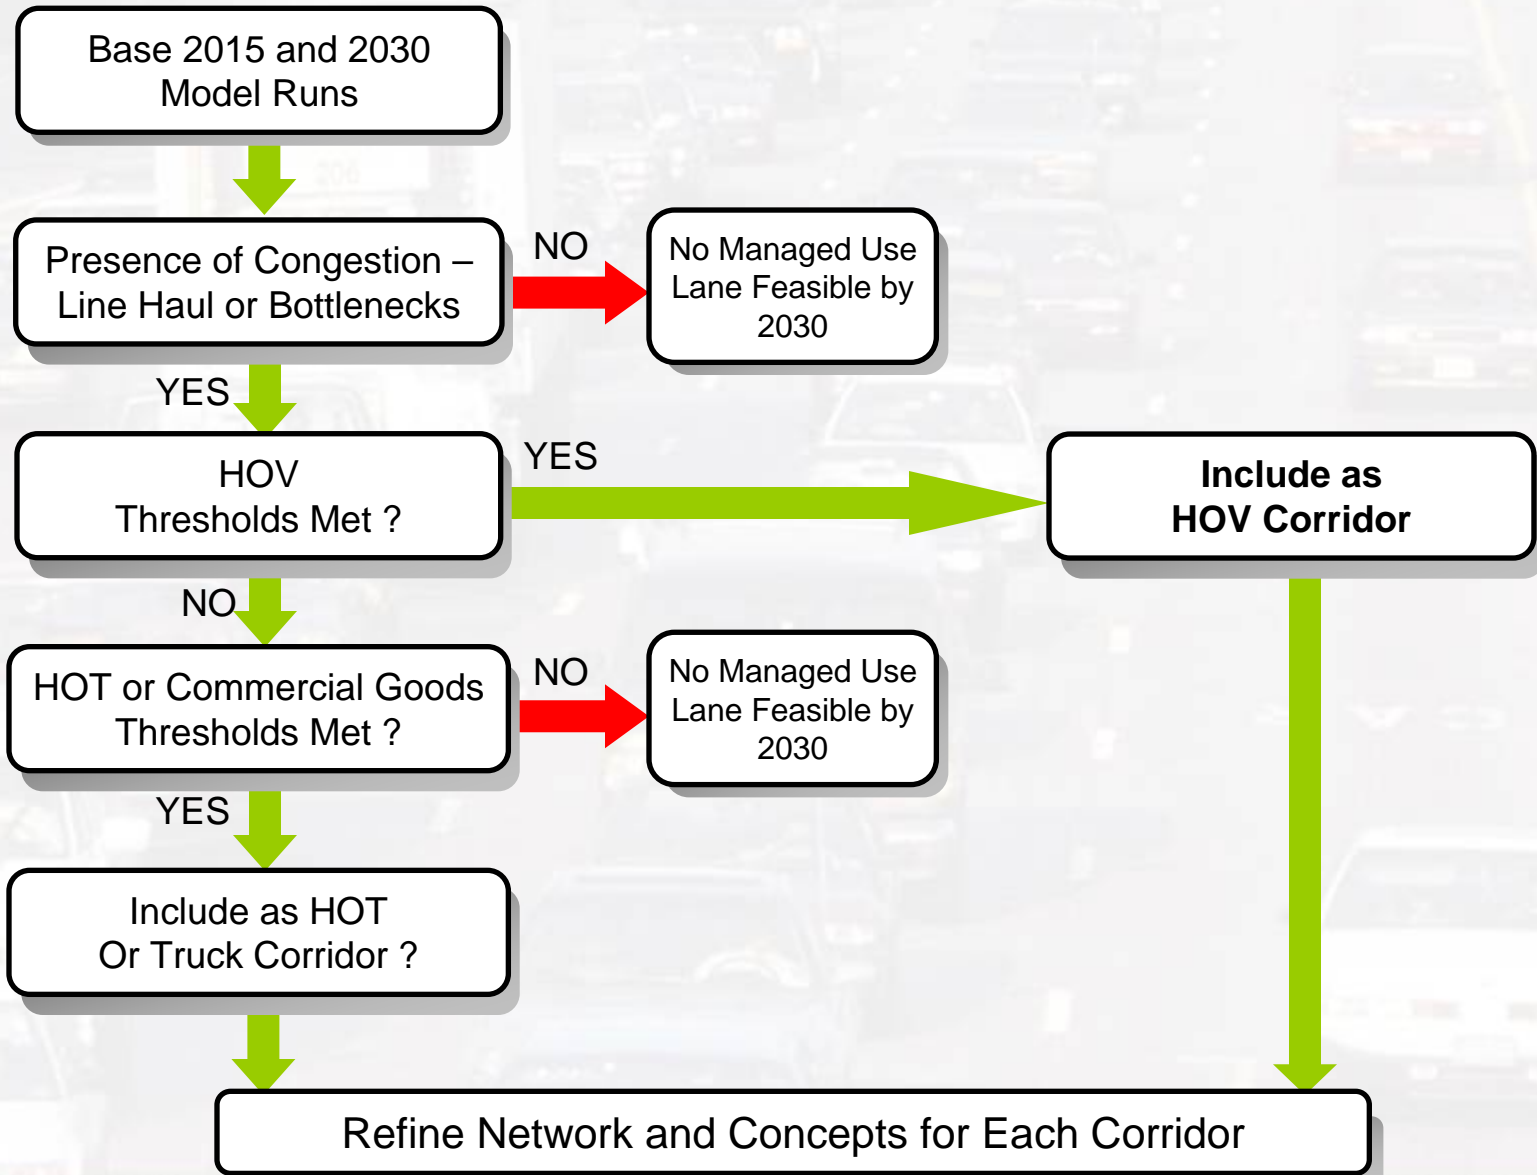 Base 2015 and 2030
Model Runs
Presence of Congestion –
Line Haul or Bottlenecks
NO
No Managed Use
Lane Feasible by
2030
YES
HOV
Thresholds Met ?
YES
Include as
HOV Corridor
NO
HOT or Commercial Goods
Thresholds Met ?
NO
No Managed Use
Lane Feasible by
2030
YES
Include as HOT
Or Truck Corridor ?
Refine Network and Concepts for Each Corridor